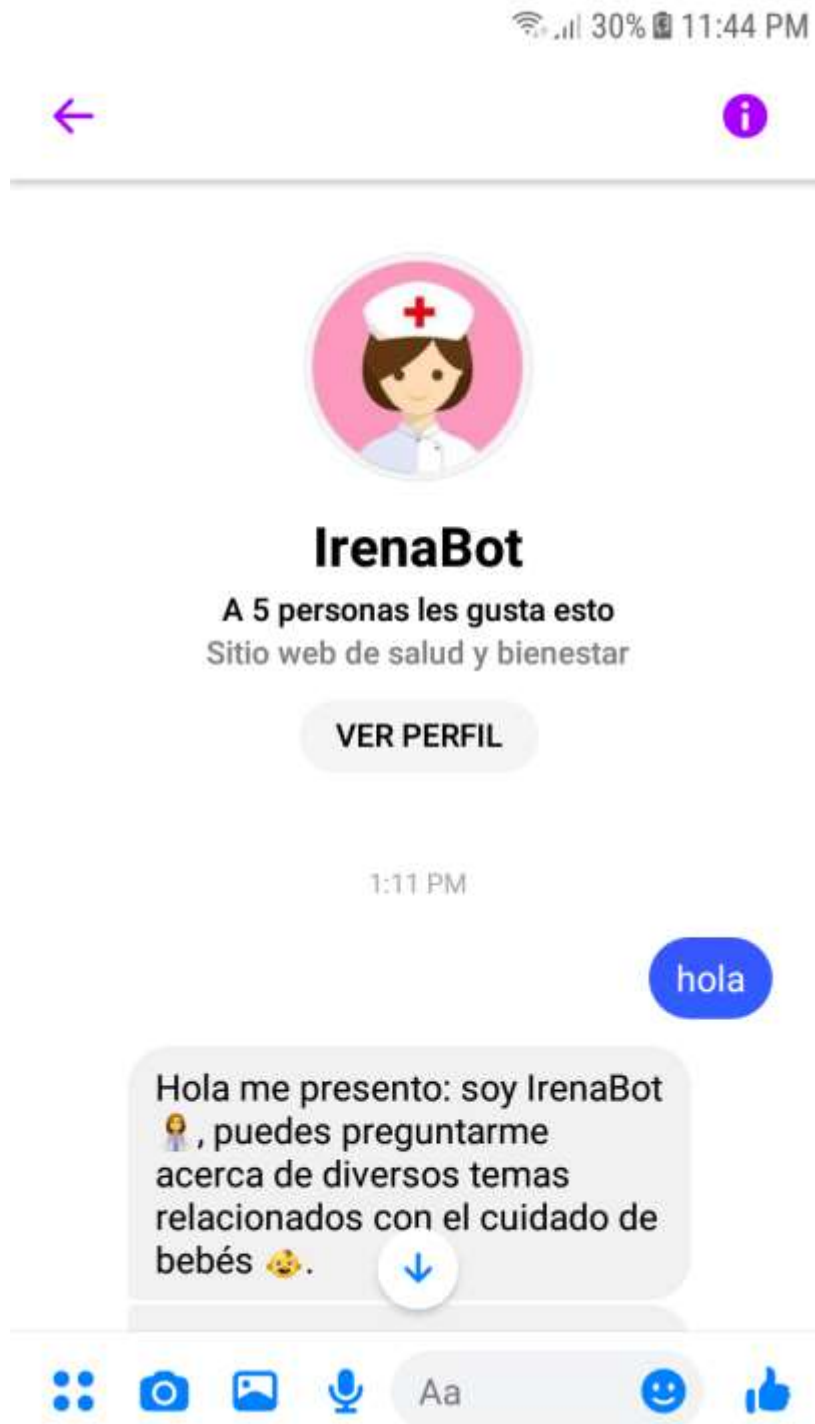 30% 11:44 PM
IrenaBot
A 5 personas les gusta esto
Sitio web de salud y bienestar
VER PERFIL
1:11 PM
hola
Hola me presento: soy IrenaBot
👩‍⚕️, puedes preguntarme
acerca de diversos temas
relacionados con el cuidado de
bebés 👶.
Aa